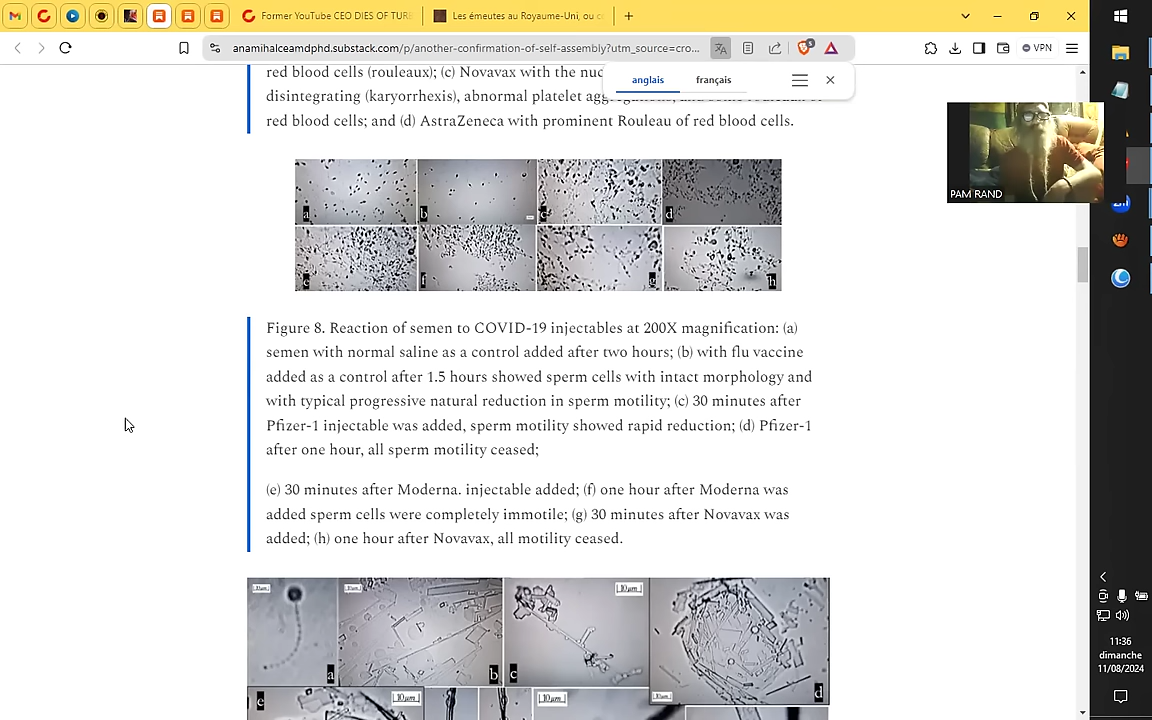 Former YouTube CEO DIES OF TURB
Les émeutes au Royaume-Uni, ou c
anamihalceamdphd.substack.com/p/another-confirmation-of-self-assembly?utm_source=cro...
VPN
anglais
français
red blood cells (rouleaux); (c) Novavax with the nuc
disintegrating (karyorrhexis), abnormal platelet
red blood cells; and (d) AstraZeneca with prominent Rouleau of red blood cells.
PAM RAND
a b c d
e f g h
Figure 8. Reaction of semen to COVID-19 injectables at 200X magnification: (a)
semen with normal saline as a control added after two hours; (b) with flu vaccine
added as a control after 1.5 hours showed sperm cells with intact morphology and
with typical progressive natural reduction in sperm motility; (c) 30 minutes after
Pfizer-1 injectable was added, sperm motility showed rapid reduction; (d) Pfizer-1
after one hour, all sperm motility ceased;
(e) 30 minutes after Moderna. injectable added; (f) one hour after Moderna was
added sperm cells were completely immotile; (g) 30 minutes after Novavax was
added; (h) one hour after Novavax, all motility ceased.
10μm 10μm 10μm
a b c d
10μm
e 10μm 10μm
11:36
dimanche
11/08/2024